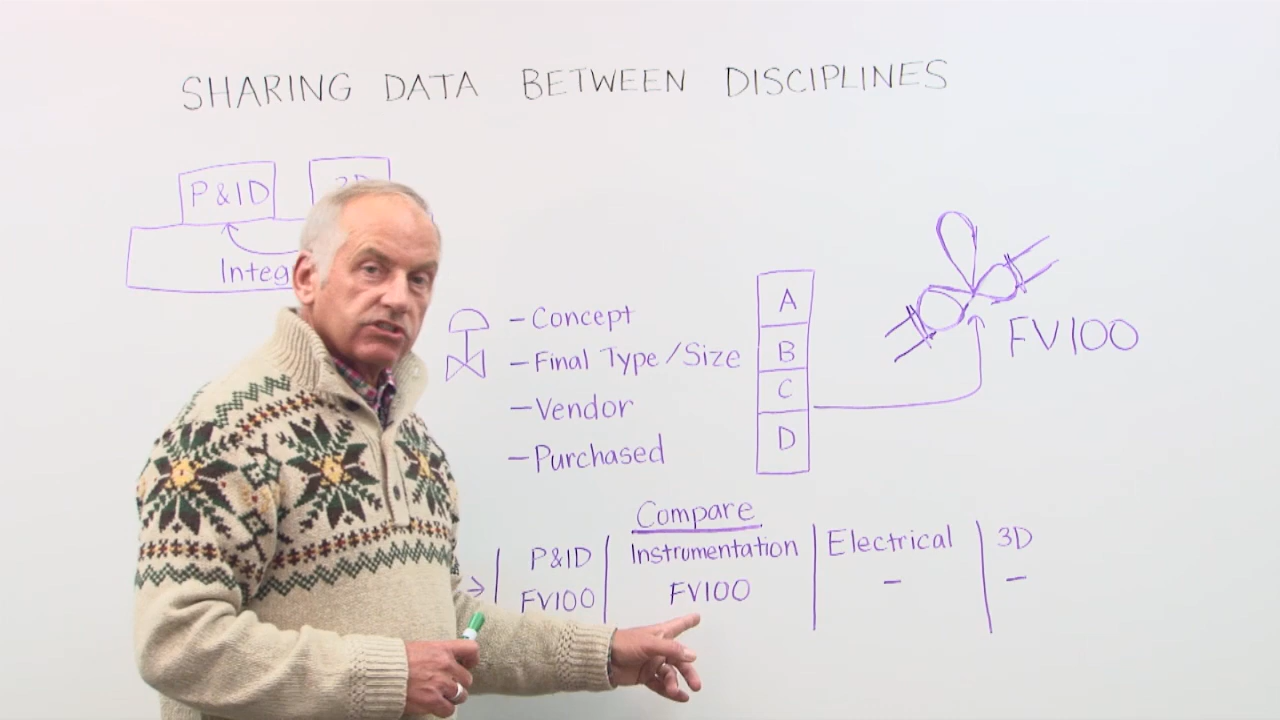 SHARING DATA BETWEEN DISCIPLINES
P&ID
Integ
- Concept
- Final Type/Size
- Vendor
- Purchased
A
B
C
D
FV100
Compare
P&ID Instrumentation Electrical 3D
FV100 FV100 - -